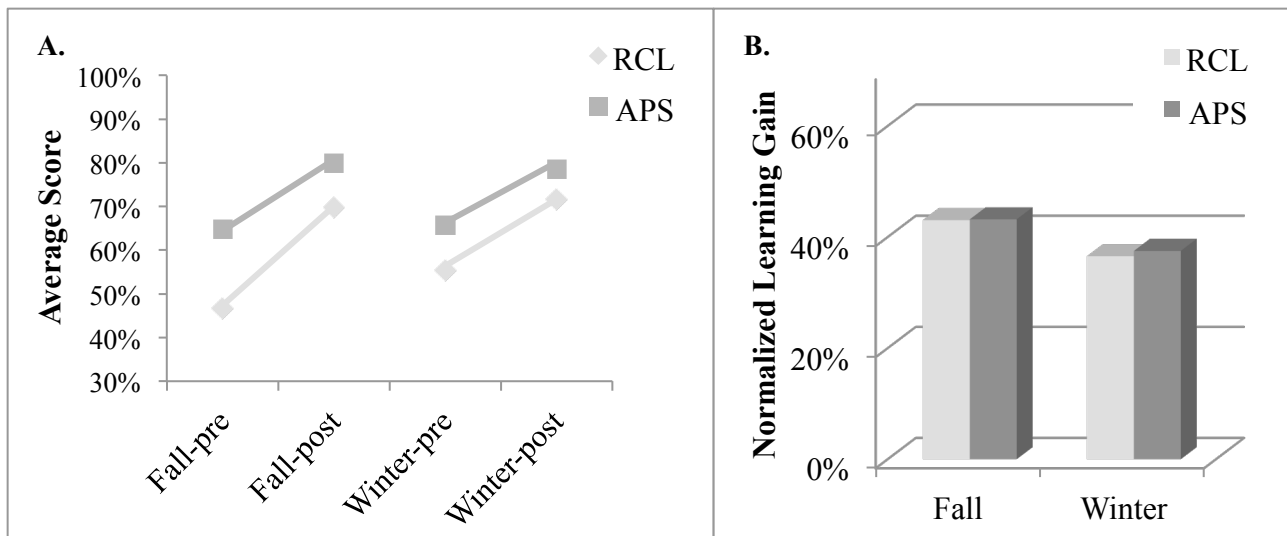 A.
RCL
APS
Average Score
100%
90%
80%
70%
60%
50%
40%
30%
Fall-pre
Fall-post
Winter-pre
Winter-post
B.
RCL
APS
Normalized Learning Gain
60%
40%
20%
0%
Fall
Winter